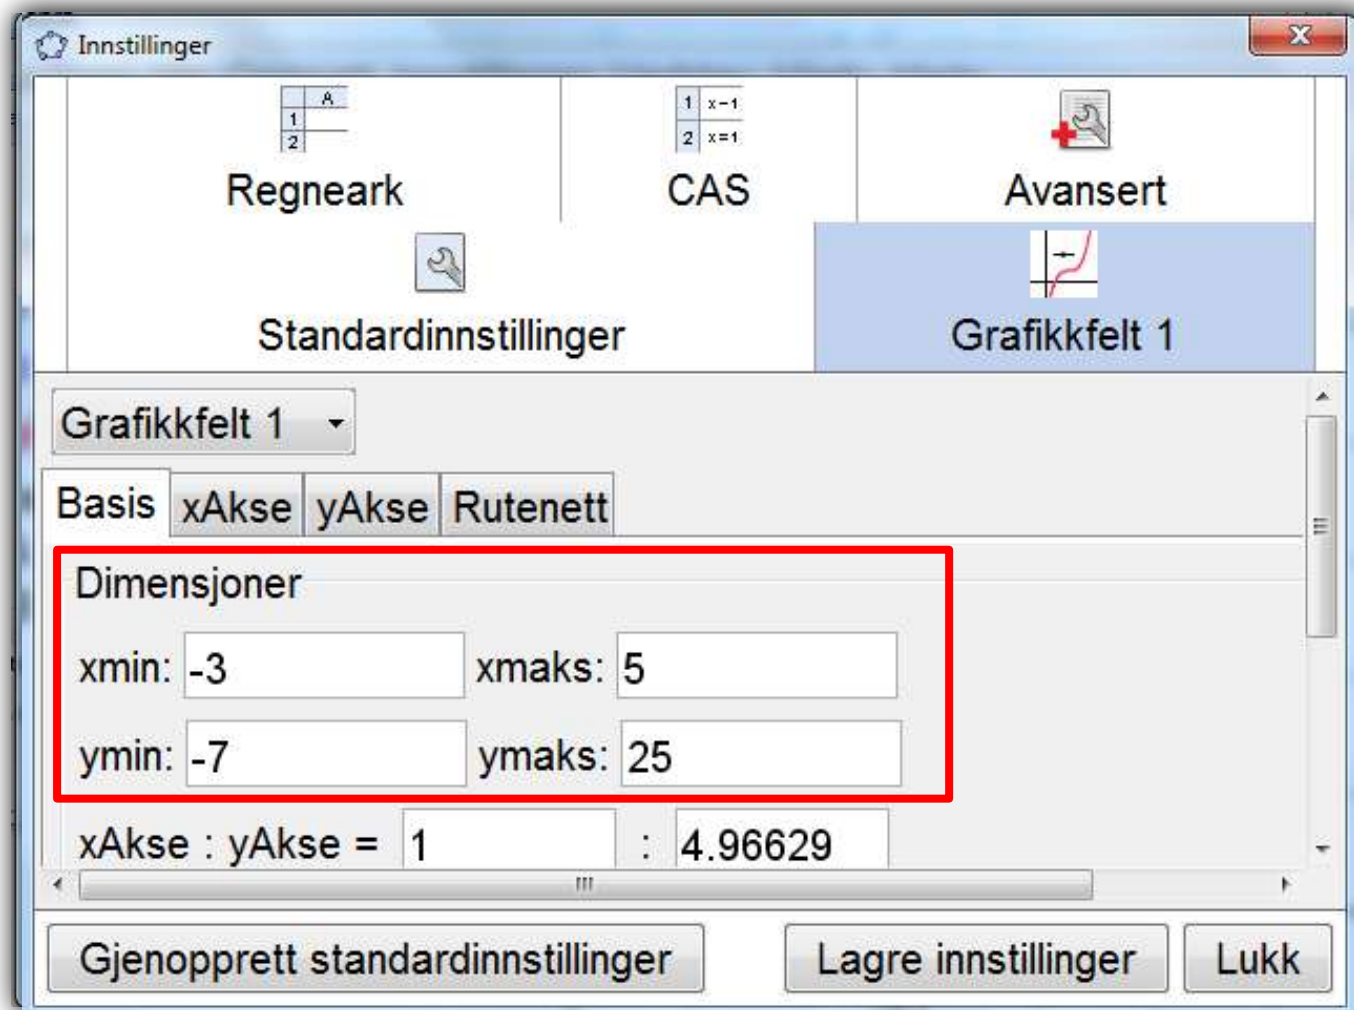 Innstillinger
A
1
2
1 x-1
2 x=1
Regneark CAS Avansert
Standardinnstillinger Grafikkfelt 1
Grafikkfelt 1
Basis xAkse yAkse Rutenett
Dimensjoner
xmin: -3 xmaks: 5
ymin: -7 ymaks: 25
xAkse : yAkse = 1 : 4.96629
Gjenopprett standardinnstillinger Lagre innstillinger Lukk